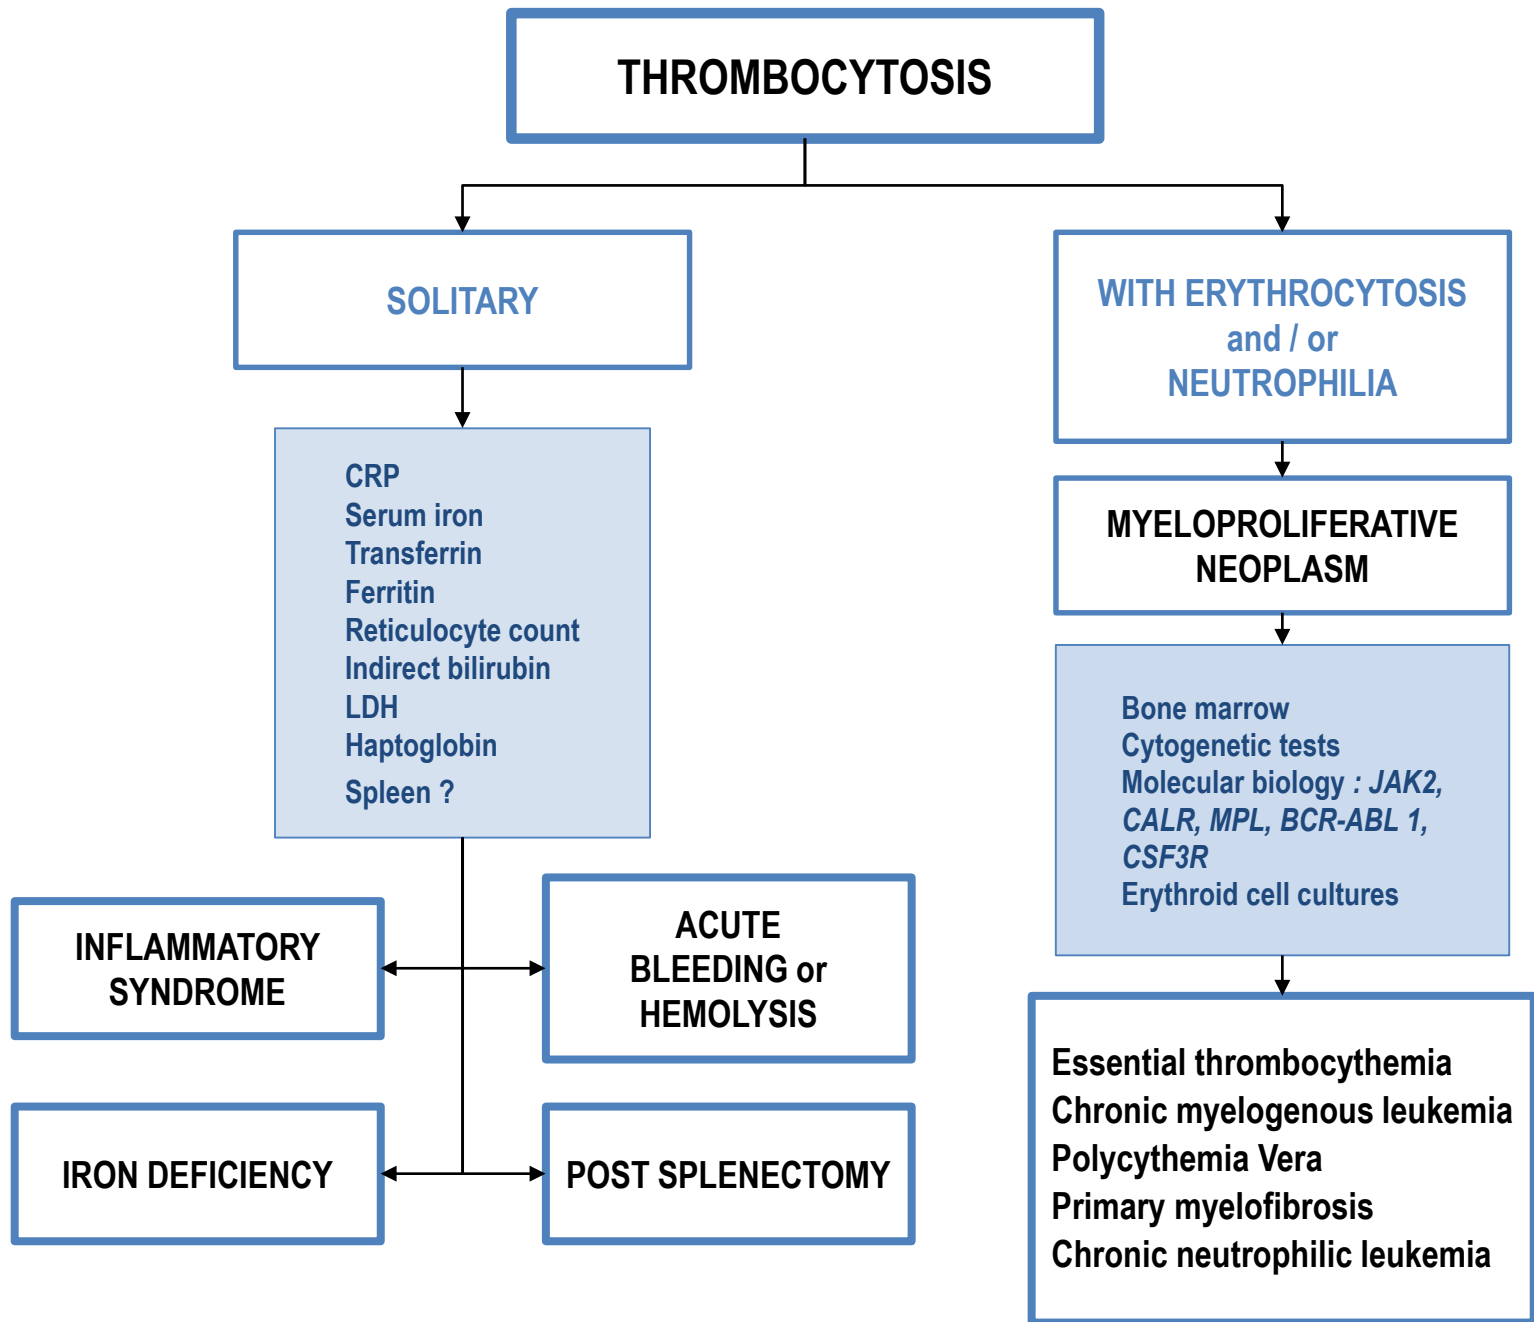 THROMBOCYTOSIS
SOLITARY
CRP
Serum iron
Transferrin
Ferritin
Reticulocyte count
Indirect bilirubin
LDH
Haptoglobin
Spleen ?
INFLAMMATORY
SYNDROME
ACUTE
BLEEDING or
HEMOLYSIS
IRON DEFICIENCY
POST SPLENECTOMY
WITH ERYTHROCYTOSIS
and / or
NEUTROPHILIA
MYELOPROLIFERATIVE
NEOPLASM
Bone marrow
Cytogenetic tests
Molecular biology : JAK2,
CALR, MPL, BCR-ABL 1,
CSF3R
Erythroid cell cultures
Essential thrombocythemia
Chronic myelogenous leukemia
Polycythemia Vera
Primary myelofibrosis
Chronic neutrophilic leukemia